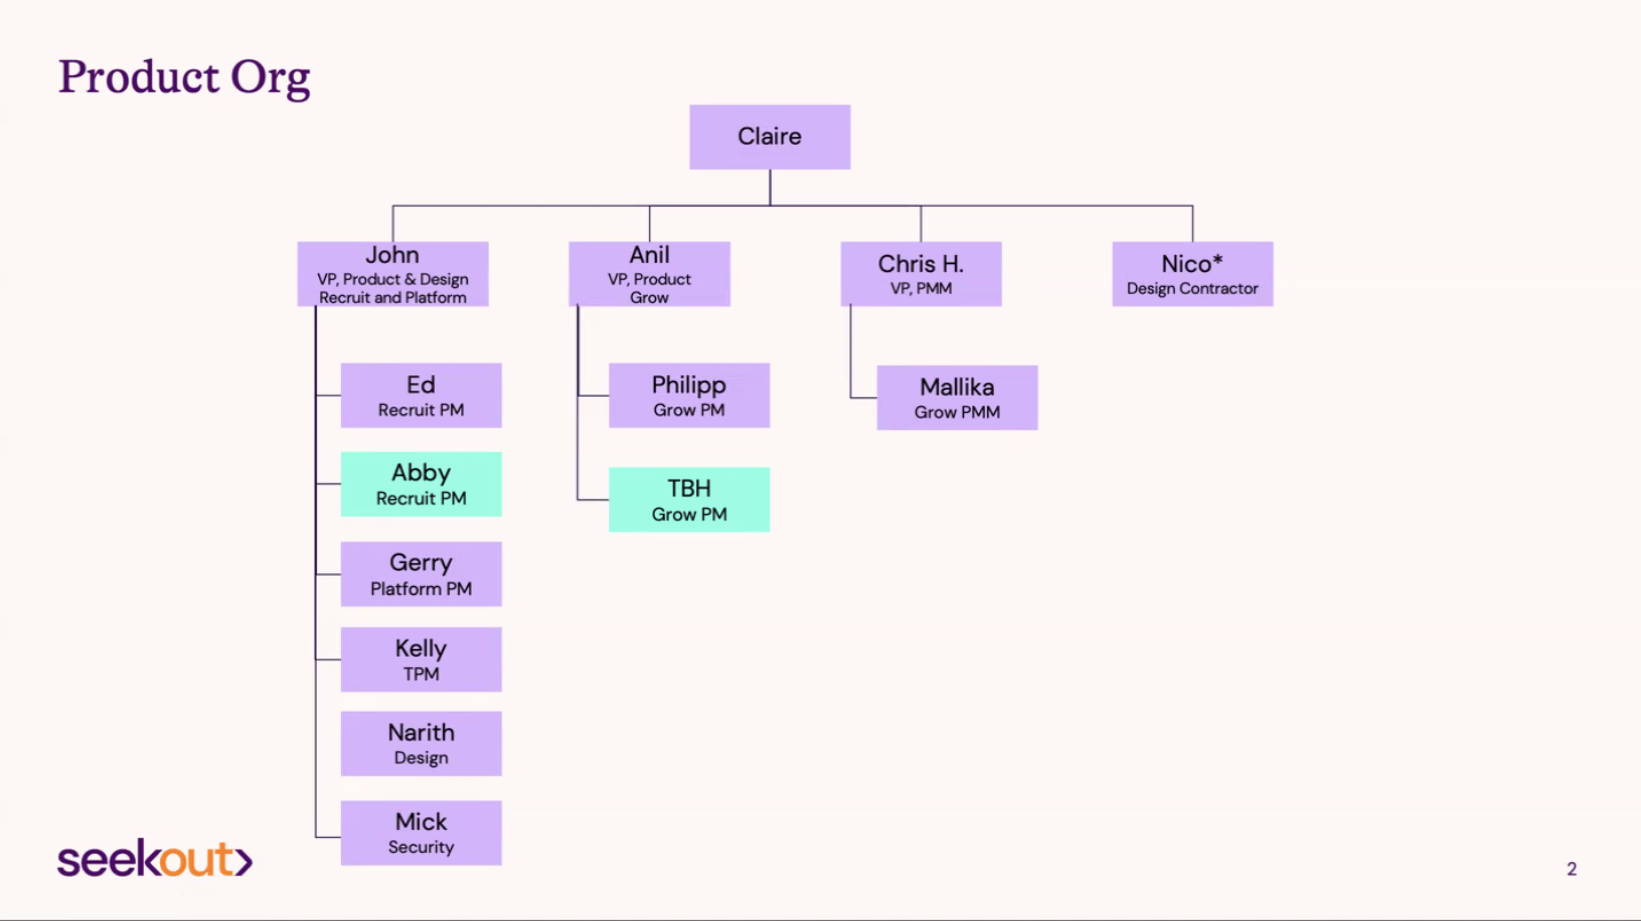 Product Org
Claire
John
VP, Product & Design
Recruit and Platform
Anil
VP, Product
Grow
Chris H.
VP, PMM
Nico*
Design Contractor
Ed
Recruit PM
Abby
Recruit PM
Gerry
Platform PM
Kelly
TPM
Narith
Design
Mick
Security
Philipp
Grow PM
TBH
Grow PM
Mallika
Grow PMM
seekout
2